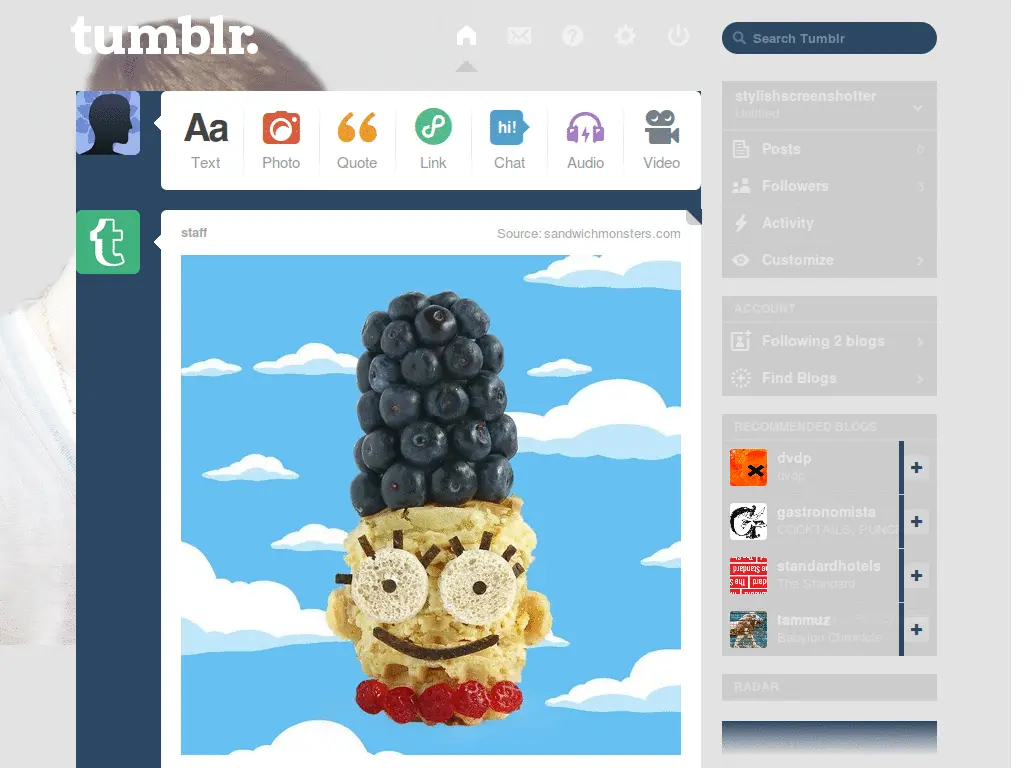 tumblr.
Search Tumblr
Aa
Text
Photo
Quote
Link
hi!
Chat
Audio
Video
staff
Source: sandwichmonsters.com
stylishscreenshotter
Untitled
Posts 0
Followers 3
Activity
Customize
ACCOUNT
Following 2 blogs
Find Blogs
RECOMMENDED BLOGS
dvdp
dvdp
gastronomista
COCKTAILS, PUNC
standardhotels
The Standard
tammuz
Babylon Chronicle
RADAR